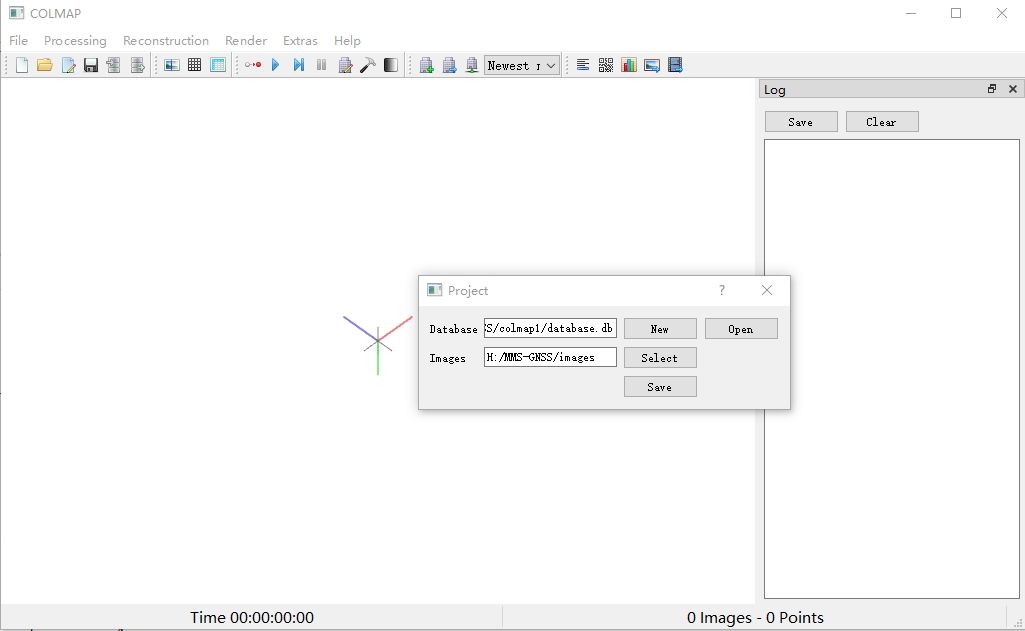 COLMAP
File Processing Reconstruction Render Extras Help
Newest
Log
Save Clear
Project
Database S/colmap1/database.db New Open
Images H:/MMS-GNSS/images Select
Save
Time 00:00:00:00 0 Images - 0 Points